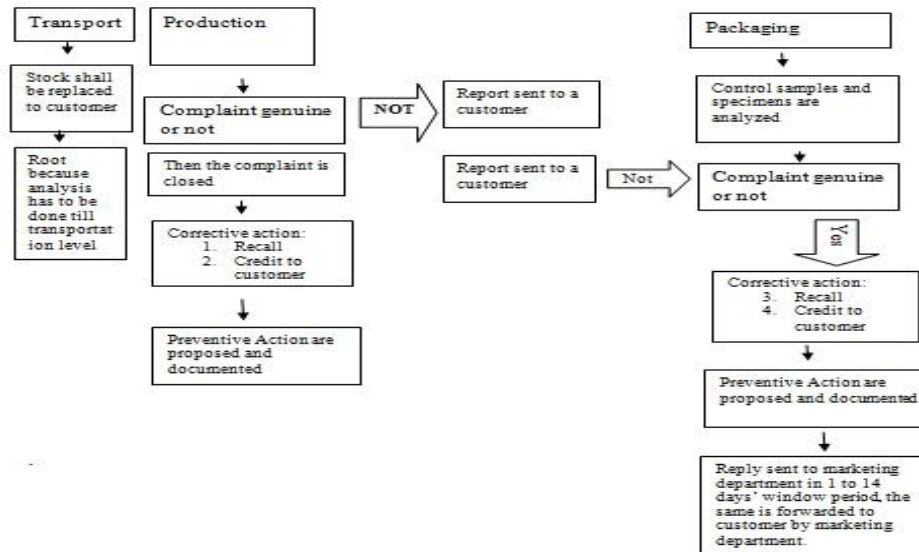 Transport
Stock shall
be replaced
to customer
Root
because
analysis
has to be
done till
transportat
ion level
Production
Complaint genuine
or not
NOT
Report sent to a
customer
Then the complaint is
closed
Corrective action:
1. Recall
2. Credit to
customer
Preventive Action are
proposed and
documented
Report sent to a
customer
Not
Packaging
Control samples and
specimens are
analyzed
Complaint genuine
or not
Yes
Corrective action:
3. Recall
4. Credit to
customer
Preventive Action are
proposed and documented
Reply sent to marketing
department in 1 to 14
days' window period, the
same is forwarded to
customer by marketing
department.